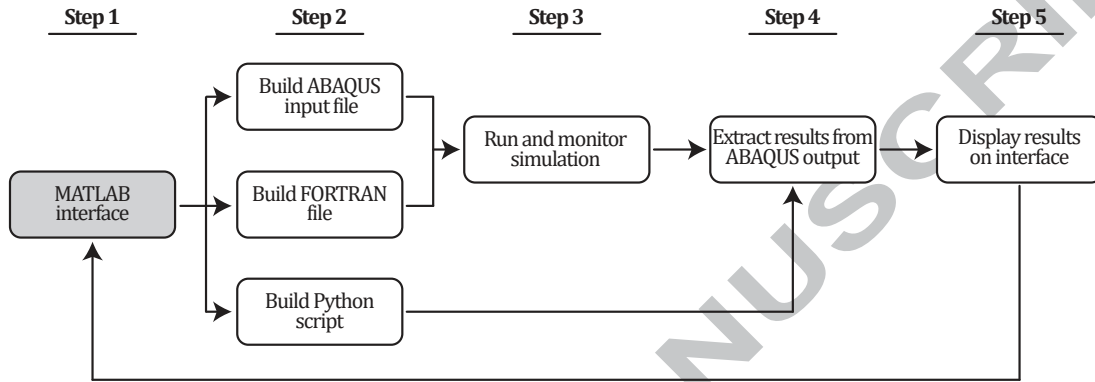 Step 1
Step 2
Step 3
Step 4
Step 5
MATLAB
interface
Build ABAQUS
input file
Build FORTRAN
file
Build Python
script
Run and monitor
simulation
Extract results from
ABAQUS output
Display results
on interface
NUSCRI